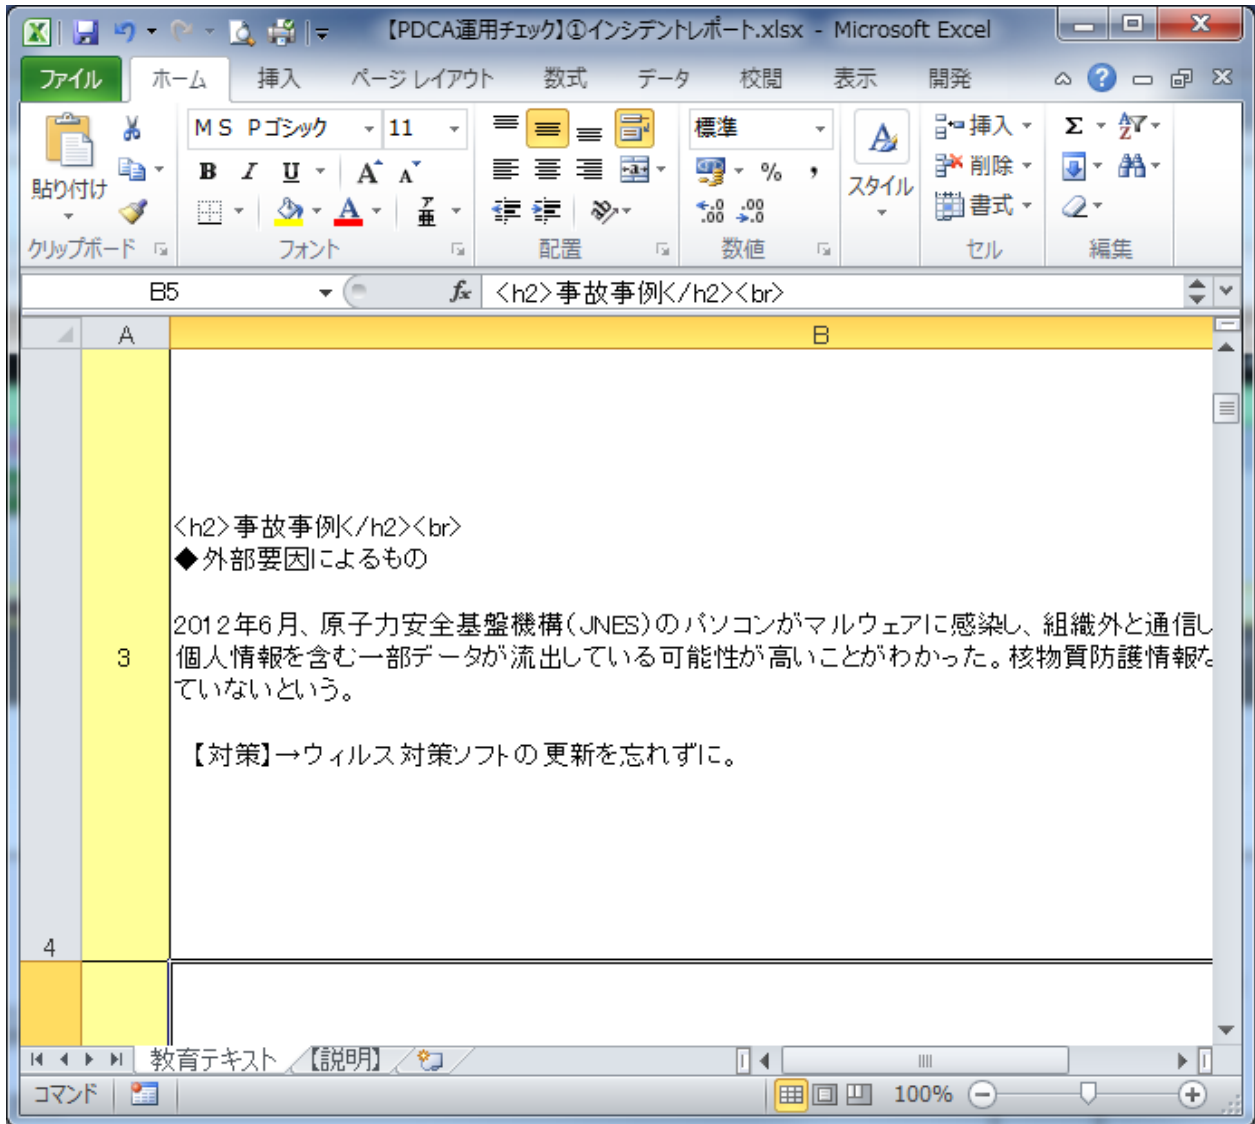 【PDCA運用チェック】①インシデントレポート.xlsx - Microsoft Excel
ファイル ホーム 挿入 ページ レイアウト 数式 データ 校閲 表示 開発
貼り付け
クリップボード
ＭＳ Ｐゴシック 11
B I U A A
A ア亜
フォント
配置
標準
% ,
.0 .00 .00 .0
数値
スタイル
挿入
削除
書式
セル
Σ AZ
編集
B5 fx <h2>事故事例</h2><br>
A B
<h2>事故事例</h2><br>
◆外部要因によるもの
2012年6月、原子力安全基盤機構(JNES)のパソコンがマルウェアに感染し、組織外と通信し
3 個人情報を含む一部データが流出している可能性が高いことがわかった。核物質防護情報な
ていないという。
【対策】→ウィルス対策ソフトの更新を忘れずに。
4
教育テキスト 【説明】
コマンド 100%